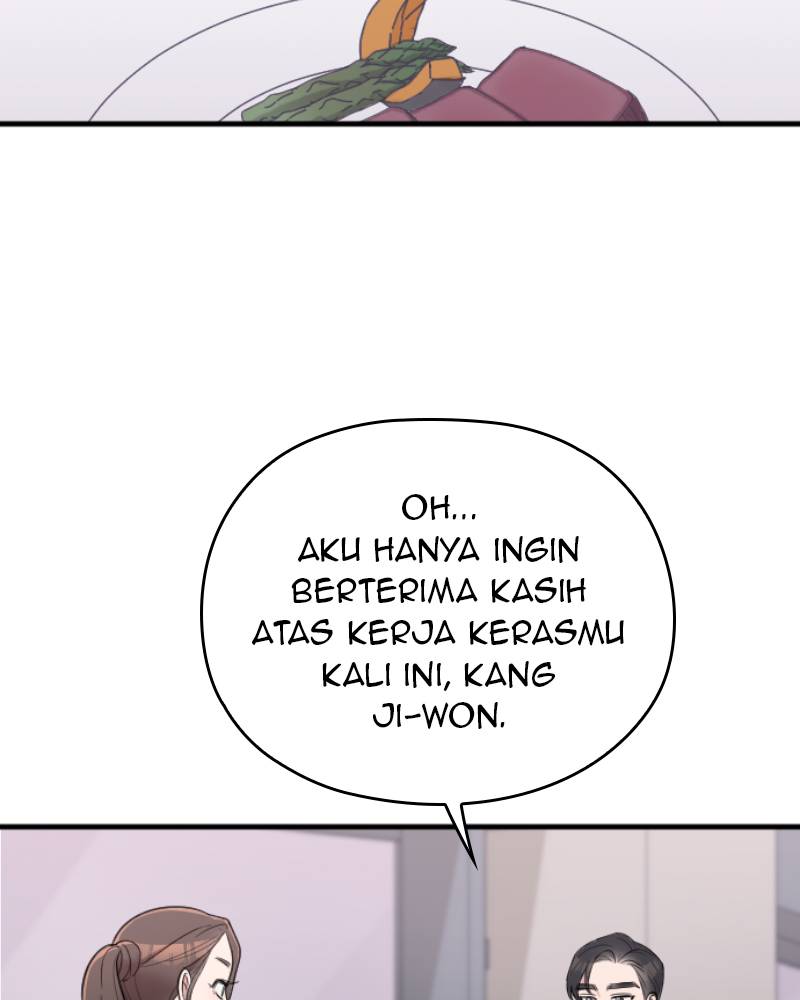 OH...
AKU HANYA INGIN
BERTERIMA KASIH
ATAS KERJA KERASMU
KALI INI, KANG
JI-WON.